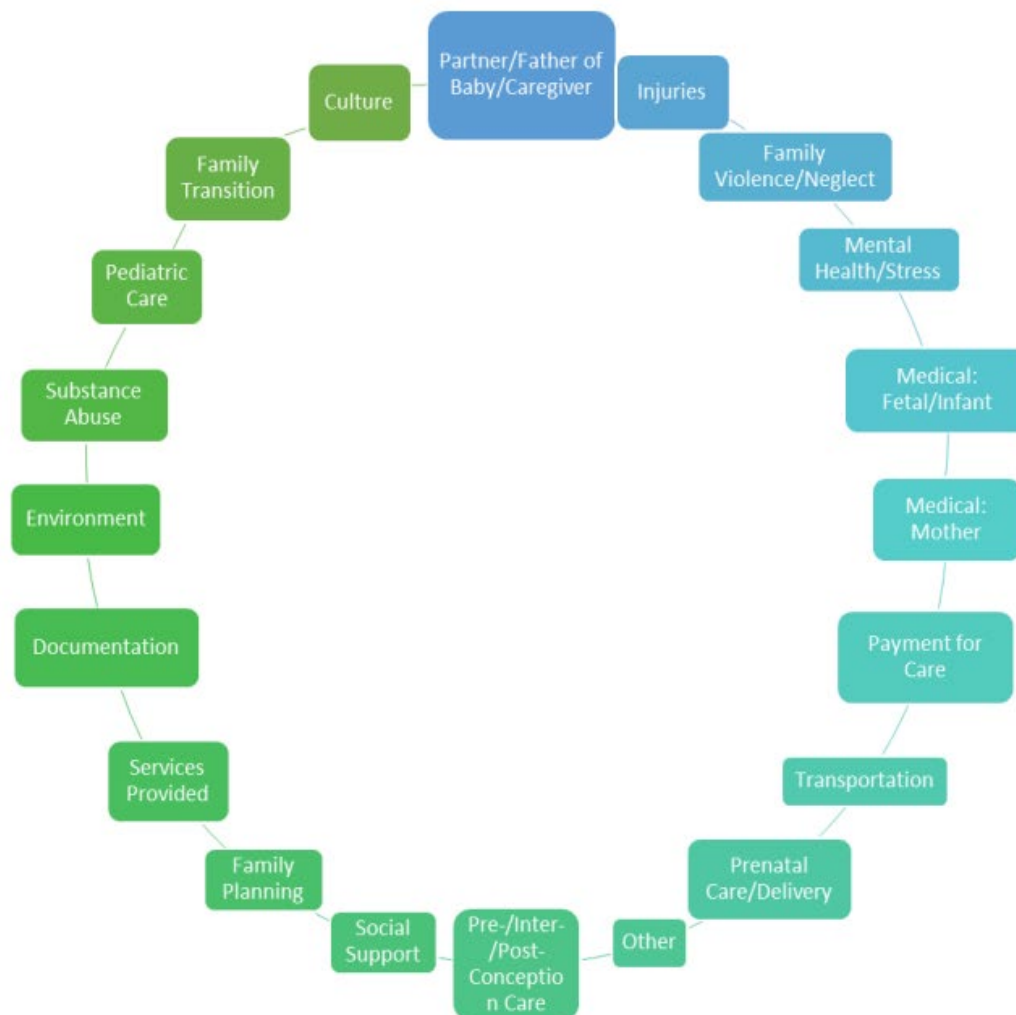 Partner/Father of
Baby/Caregiver
Injuries
Family
Violence/Neglect
Mental
Health/Stress
Medical:
Fetal/Infant
Medical:
Mother
Payment for
Care
Transportation
Prenatal
Care/Delivery
Other
Pre-/Inter-
/Post-
Conceptio
n Care
Social
Support
Family
Planning
Services
Provided
Documentation
Environment
Substance
Abuse
Pediatric
Care
Family
Transition
Culture